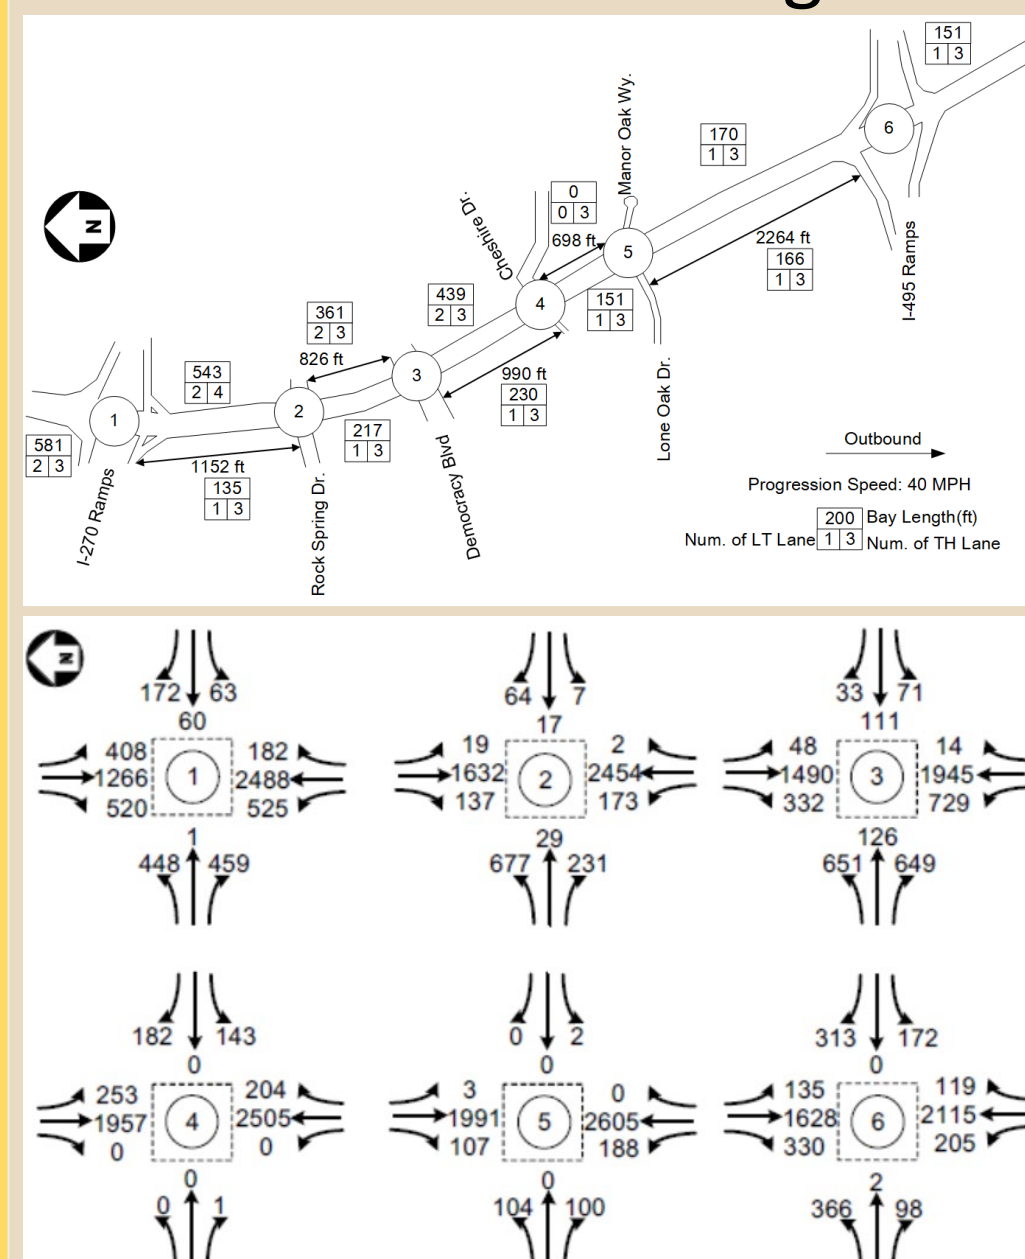 g
151
1 3
Manor Oak Wy.
170
1 3
6
0
0 3
Cheshire Dr.
N
698 ft
5
2264 ft
166
1 3
I-495 Ramps
439
2 3
4
151
1 3
361
2 3
826 ft
3
990 ft
230
1 3
Lone Oak Dr.
543
2 4
1
2
217
1 3
581
2 3
1152 ft
135
1 3
I-270 Ramps
Rock Spring Dr.
Democracy Blvd
Outbound
Progression Speed: 40 MPH
200 Bay Length(ft)
Num. of LT Lane 1 3 Num. of TH Lane
N
172 63
60
408 182
1266 1 2488
520 525
1
448 459
64 7
17
19 2
1632 2 2454
137 173
29
677 231
33 71
111
48 14
1490 3 1945
332 729
126
651 649
182 143
0
253 204
1957 4 2505
0 0
0
0 1
0 2
0
3 0
1991 5 2605
107 188
0
104 100
313 172
0
135 119
1628 6 2115
330 205
2
366 98